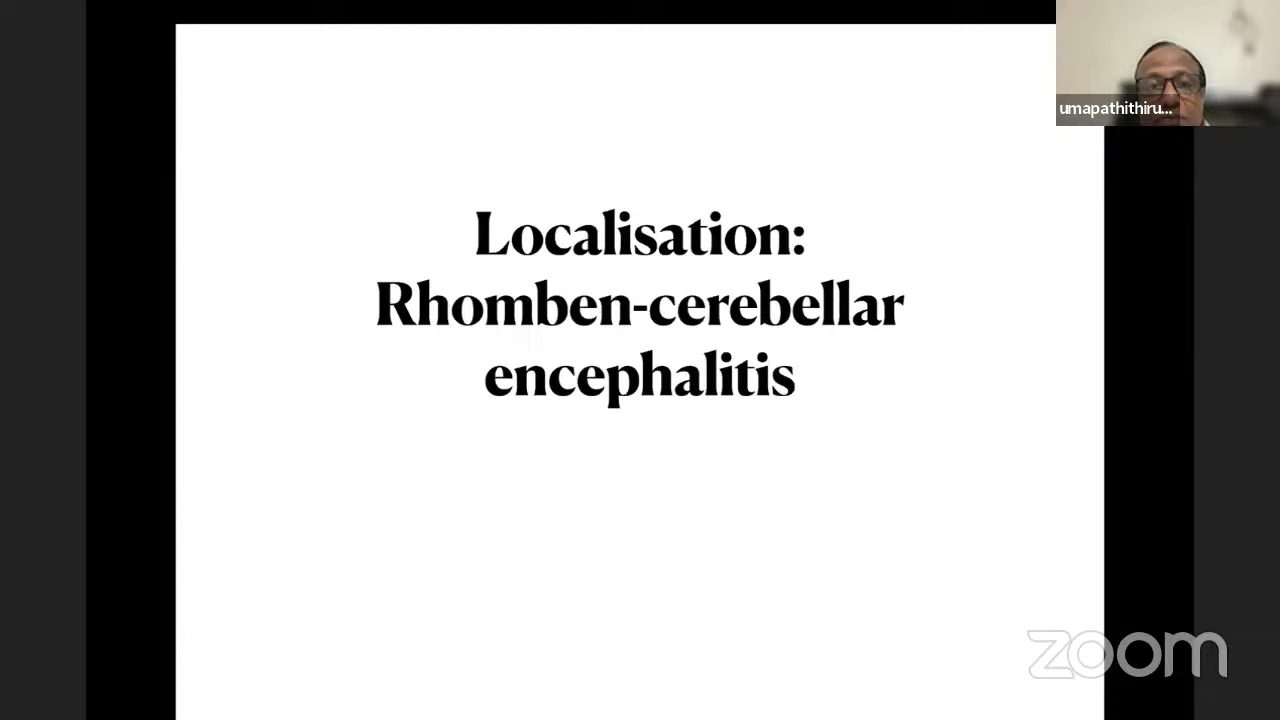 Localisation:
Rhomben-cerebellar
encephalitis
umapathithiru...
zoom